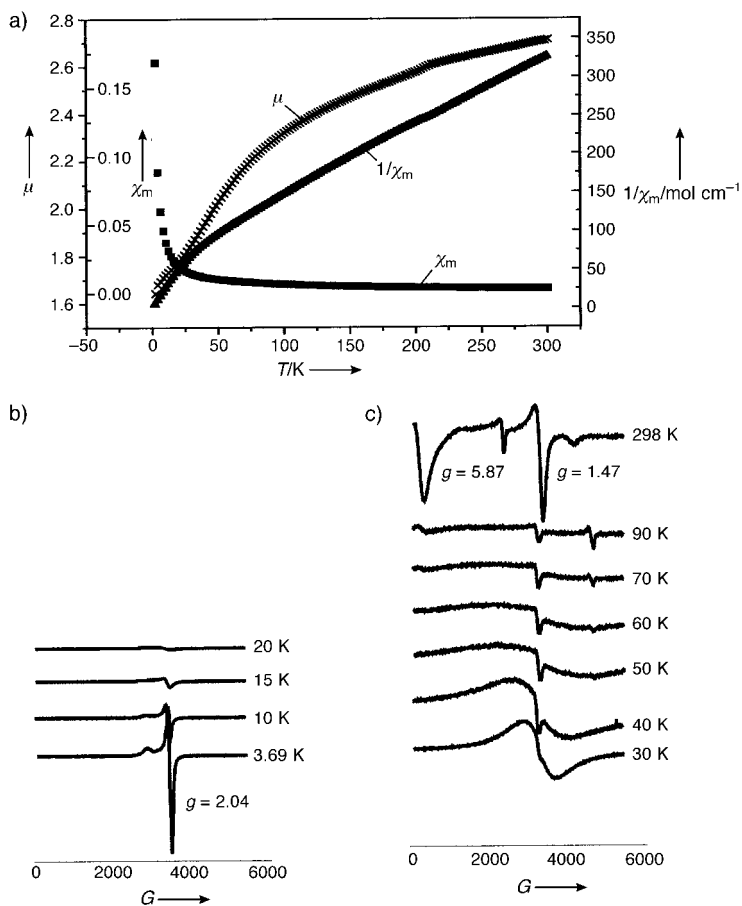 a)
2.8
2.6
2.4
2.2
2.0
1.8
1.6
μ
0.15
0.10
0.05
0.00
χm
μ
1/χm
χm
350
300
250
200
150
100
50
0
1/χm/mol cm⁻¹
−50 0 50 100 150 200 250 300
T/K
b)
20 K
15 K
10 K
3.69 K
g = 2.04
0 2000 4000 6000
G
c)
298 K
g = 5.87
g = 1.47
90 K
70 K
60 K
50 K
40 K
30 K
0 2000 4000 6000
G